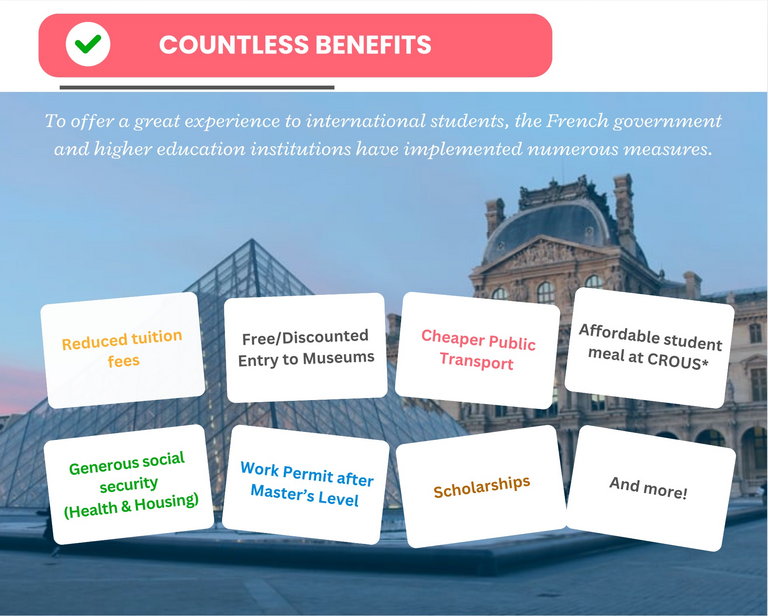 COUNTLESS BENEFITS
To offer a great experience to international students, the French government
and higher education institutions have implemented numerous measures.
Reduced tuition
fees
Free/Discounted
Entry to Museums
Cheaper Public
Transport
Affordable student
meal at CROUS*
Generous social
security
(Health & Housing)
Work Permit after
Master's Level
Scholarships
And more!